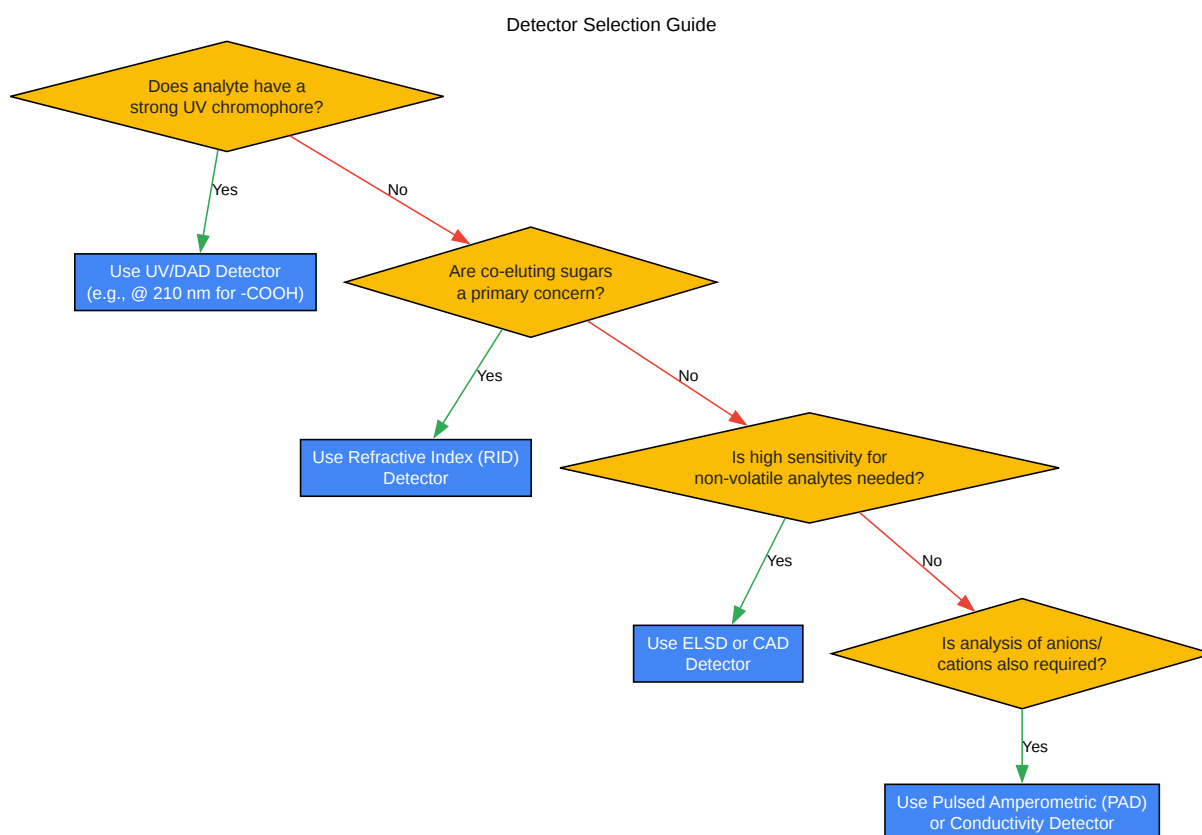 Detector Selection Guide
Does analyte have a
strong UV chromophore?
Yes
No
Use UV/DAD Detector
(e.g., @ 210 nm for -COOH)
Are co-eluting sugars
a primary concern?
Yes
No
Use Refractive Index (RID)
Detector
Is high sensitivity for
non-volatile analytes needed?
Yes
No
Use ELSD or CAD
Detector
Is analysis of anions/
cations also required?
Yes
Use Pulsed Amperometric (PAD)
or Conductivity Detector